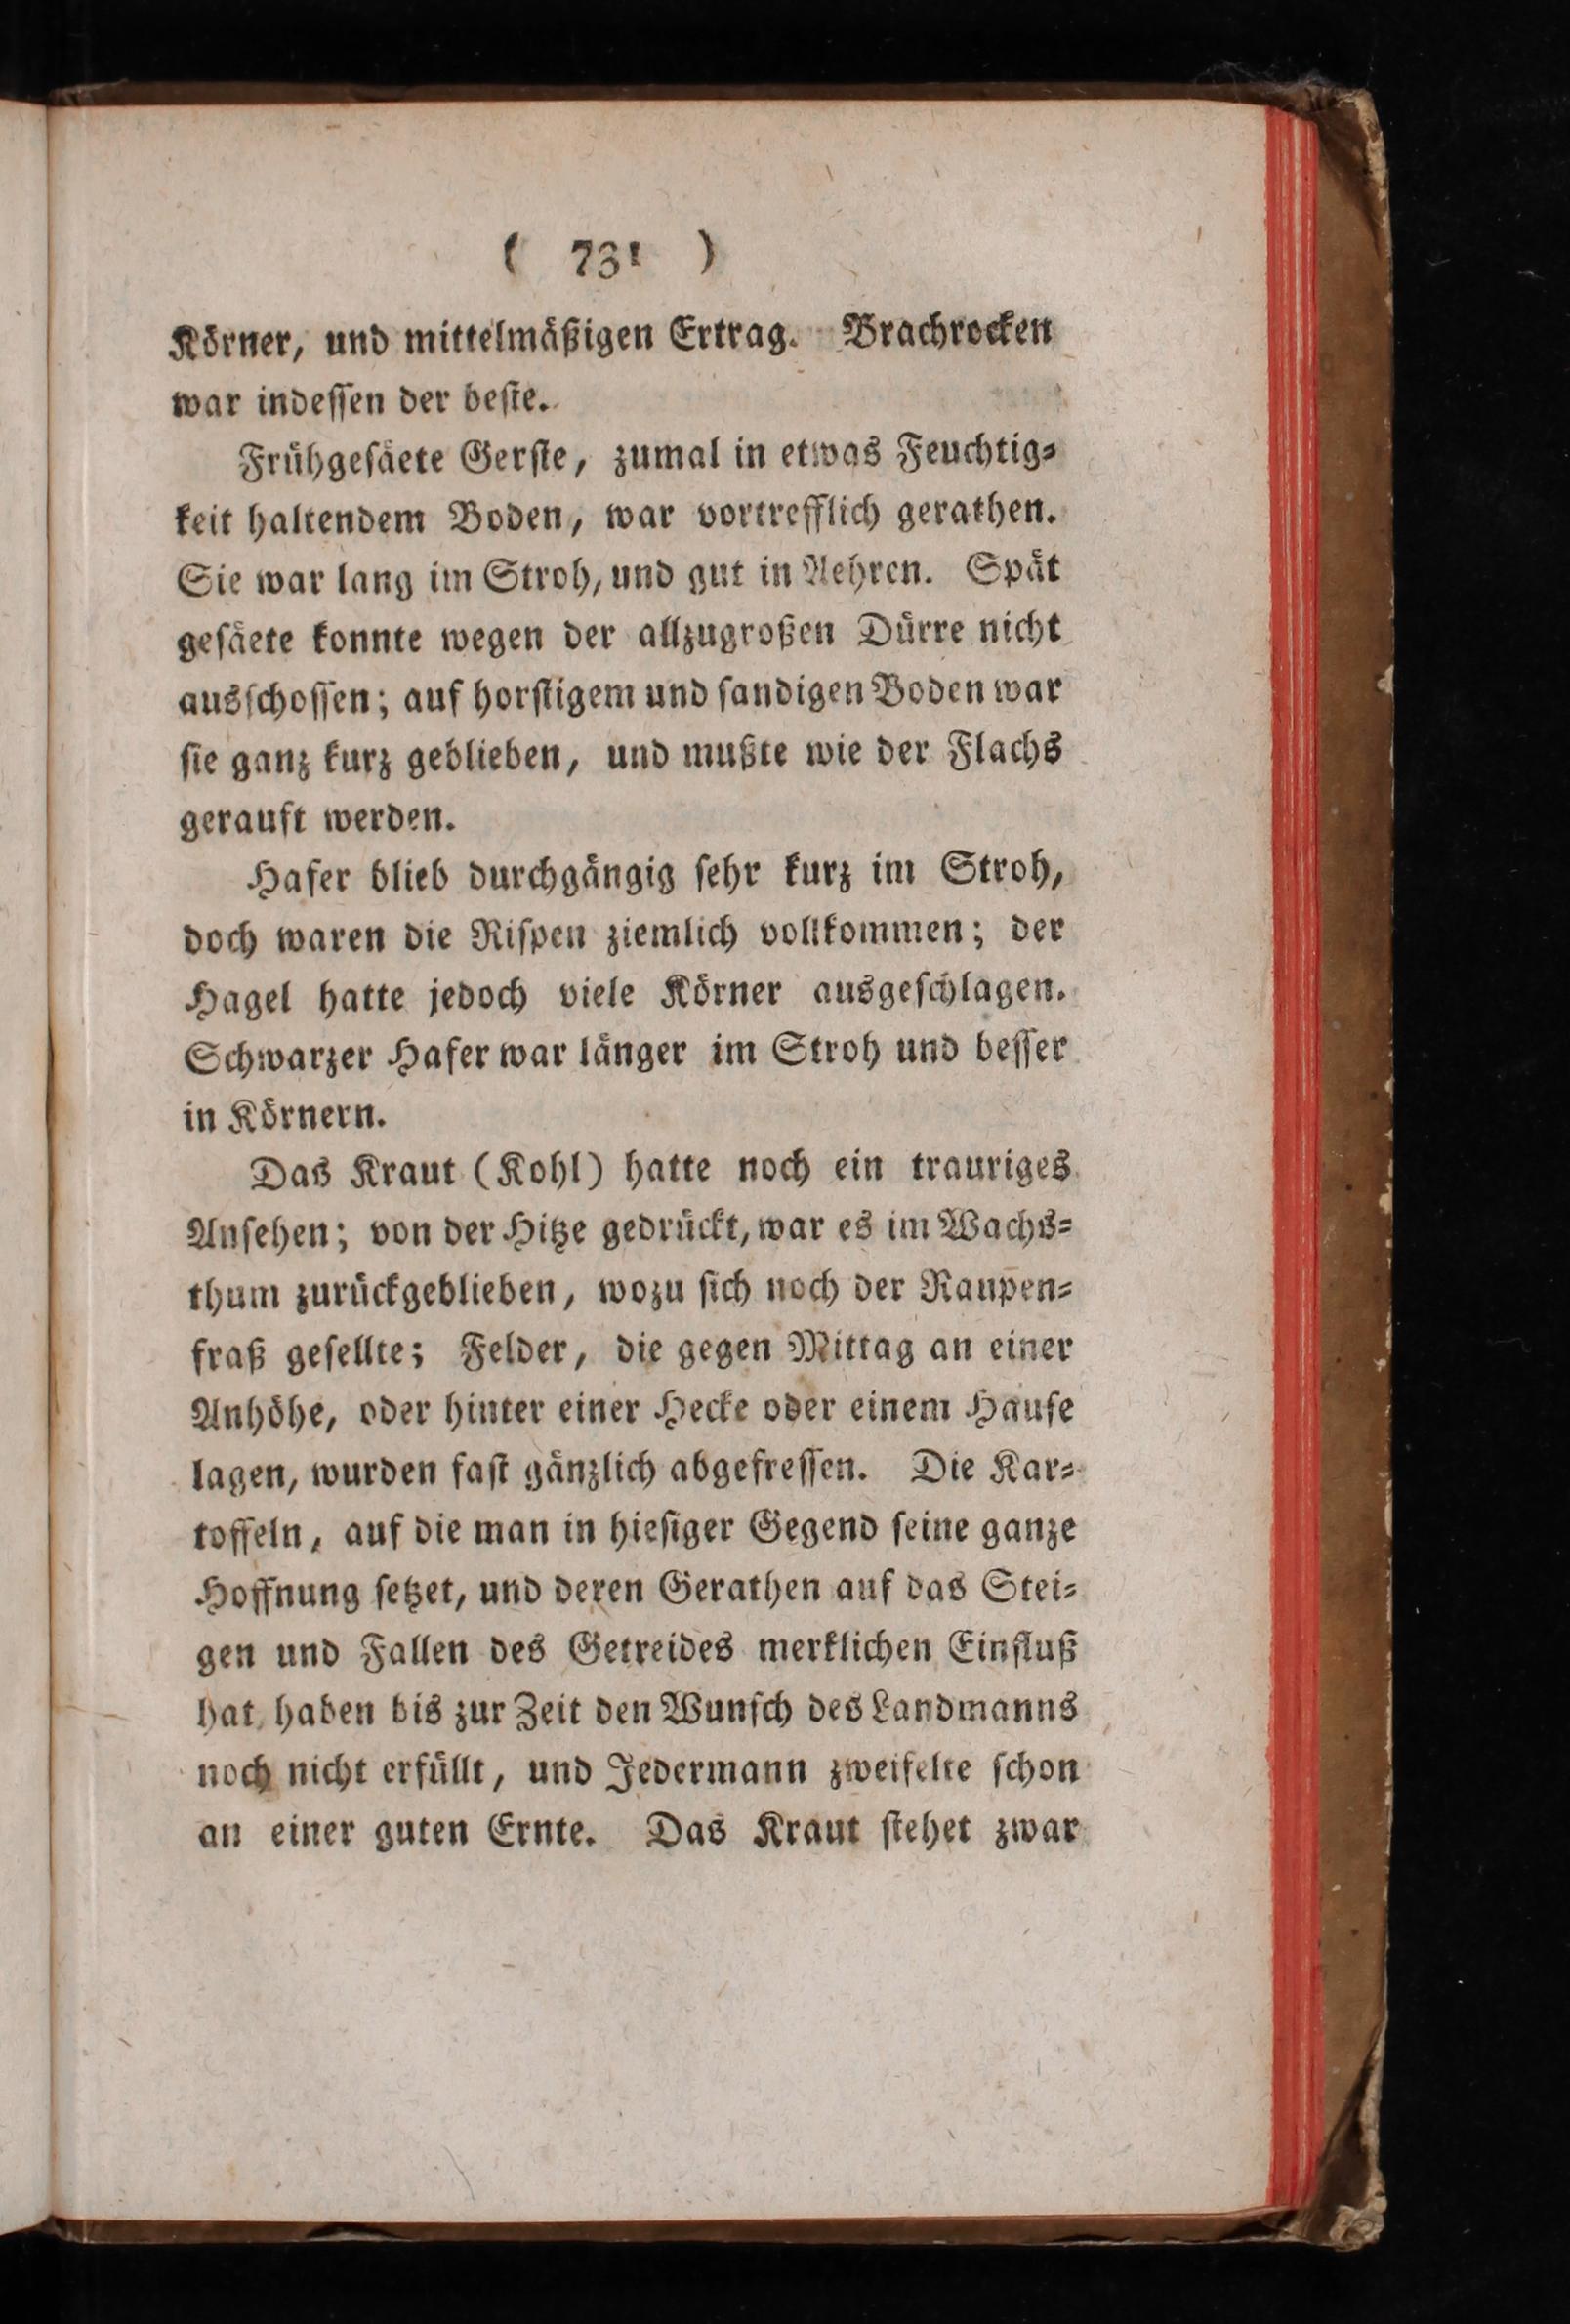 ( 731 )
Körner, und mittelmäßigen Ertrag. Brachrocken
war indeſſen der beſte.
Frühgeſäete Gerſte, zumal in etwas Feuchtig⸗
keit haltendem Boden, war vortrefflich gerathen.
Sie war lang im Stroh, und gut in Aehren. Spät
geſäete konnte wegen der allzugroßen Dürre nicht
ausſchoſſen; auf horſtigem und ſandigen Boden war
ſie ganz kurz geblieben, und mußte wie der Flachs
gerauft werden.
Hafer blieb durchgängig ſehr kurz im Stroh,
doch waren die Riſpen ziemlich vollkommen; der
Hagel hatte jedoch viele Körner ausgeſchlagen.
Schwarzer Hafer war länger im Stroh und beſſer
in Körnern.
Das Kraut (Kohl) hatte noch ein trauriges
Anſehen; von der Hitze gedrückt, war es im Wachs⸗
thum zurückgeblieben, wozu ſich noch der Raupen⸗
fraß geſellte; Felder, die gegen Mittag an einer
Anhöhe, oder hinter einer Hecke oder einem Hauſe
lagen, wurden faſt gänzlich abgefreſſen. Die Kar⸗
toffeln, auf die man in hieſiger Gegend ſeine ganze
Hoffnung ſetzet, und deren Gerathen auf das Stei⸗
gen und Fallen des Getreides merklichen Einfluß
hat, haben bis zur Zeit den Wunſch des Landmanns
noch nicht erfüllt, und Jedermann zweifelte ſchon
an einer guten Ernte. Das Kraut ſtehet zwar